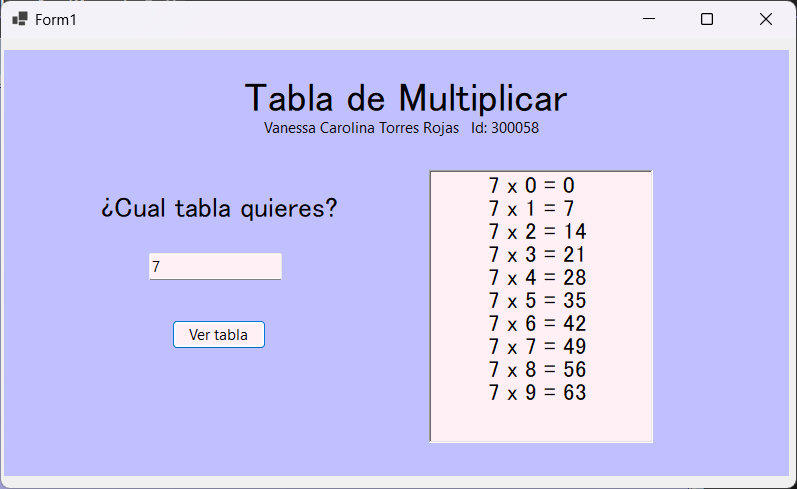 Form1
Tabla de Multiplicar
Vanessa Carolina Torres Rojas Id: 300058
¿Cual tabla quieres?
7
Ver tabla
7 x 0 = 0
7 x 1 = 7
7 x 2 = 14
7 x 3 = 21
7 x 4 = 28
7 x 5 = 35
7 x 6 = 42
7 x 7 = 49
7 x 8 = 56
7 x 9 = 63